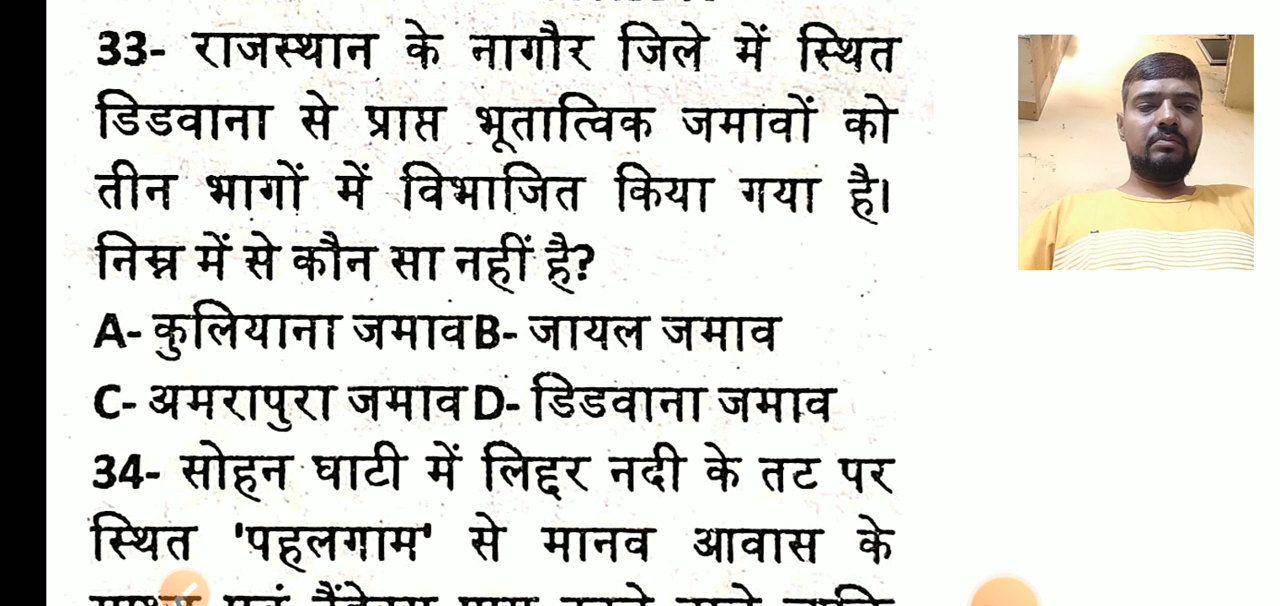 33- राजस्थान के नागौर जिले में स्थित
डिडवाना से प्राप्त भूतात्विक जमावों को
तीन भागों में विभाजित किया गया है।
निम्न में से कौन सा नहीं है?
A- कुलियाना जमाव B- जायल जमाव
C- अमरापुरा जमाव D- डिडवाना जमाव
34- सोहन घाटी में लिद्दर नदी के तट पर
स्थित 'पहलगाम' से मानव आवास के